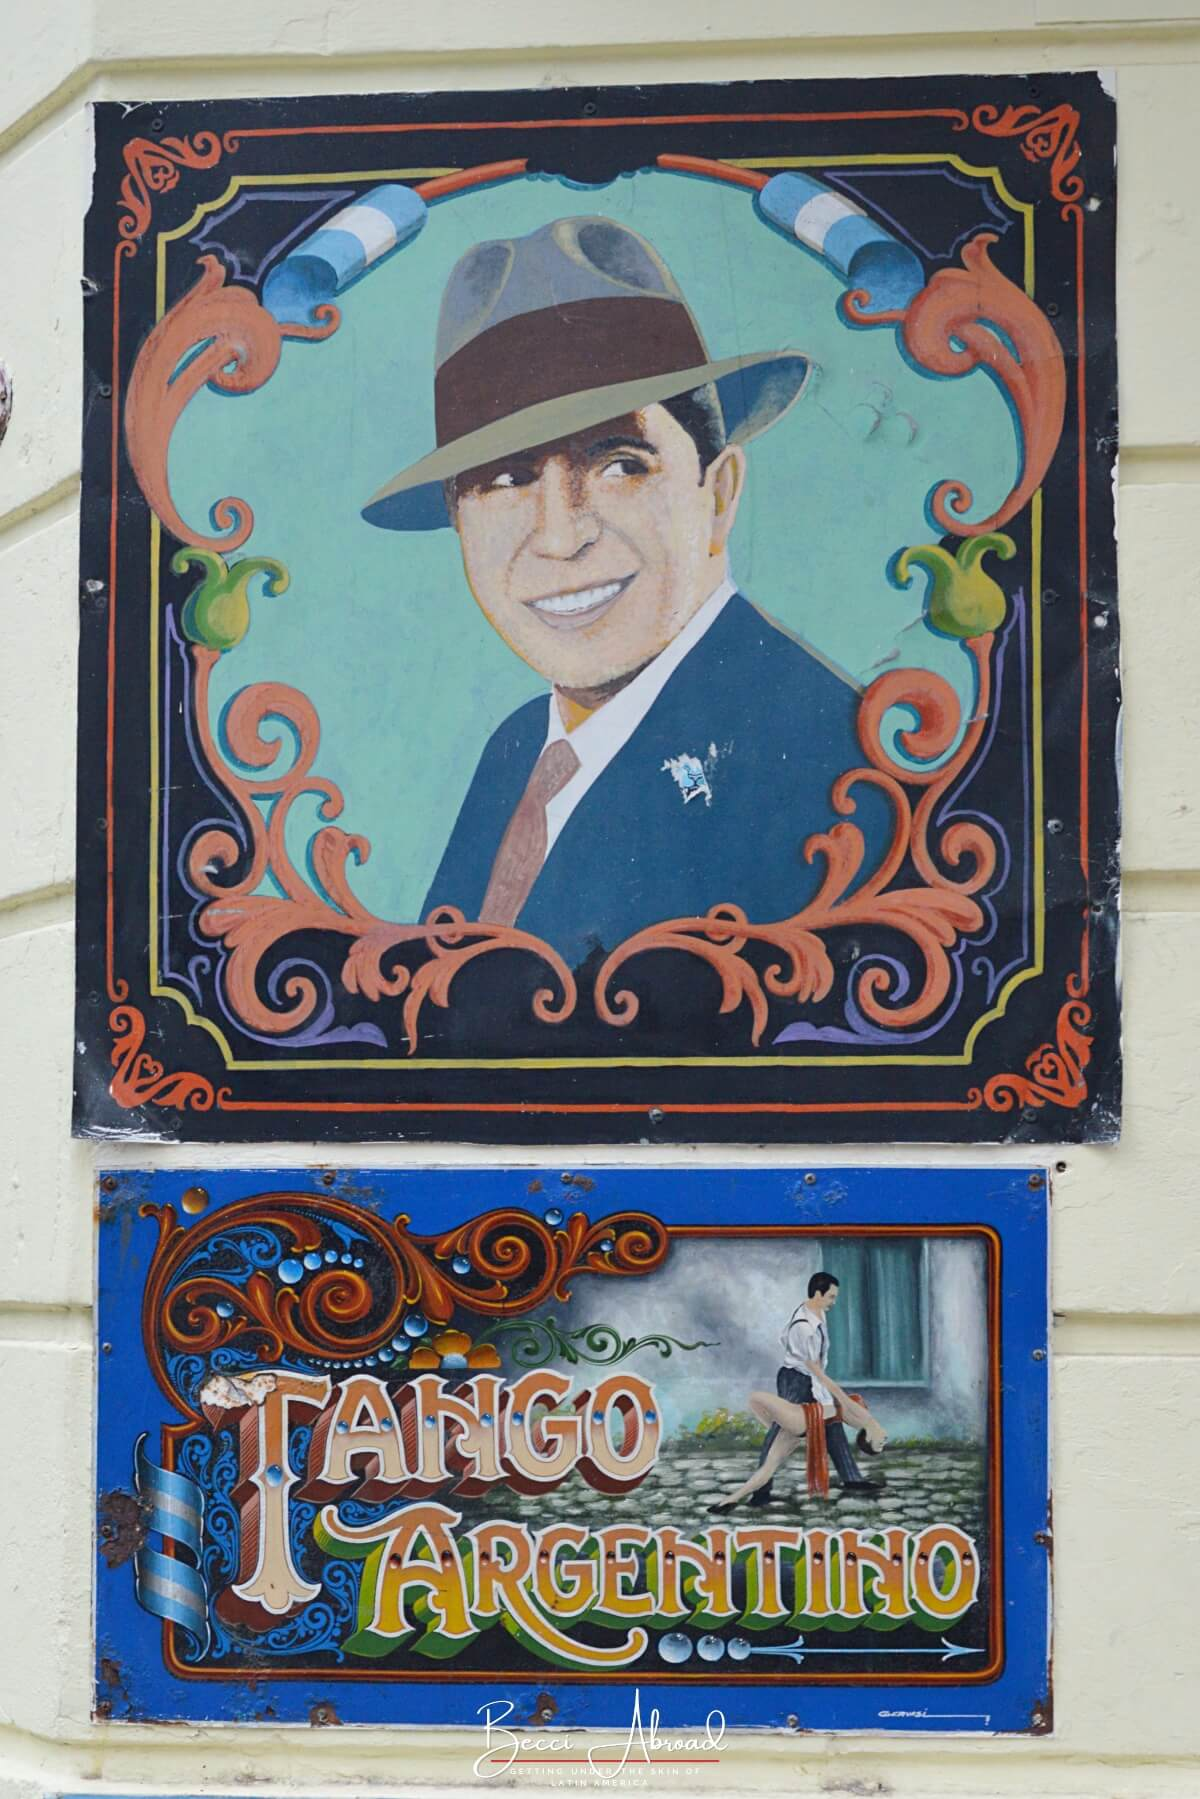 TANGO
ARGENTINO
Becci Abroad
GETTING UNDER THE SKIN OF
LATIN AMERICA